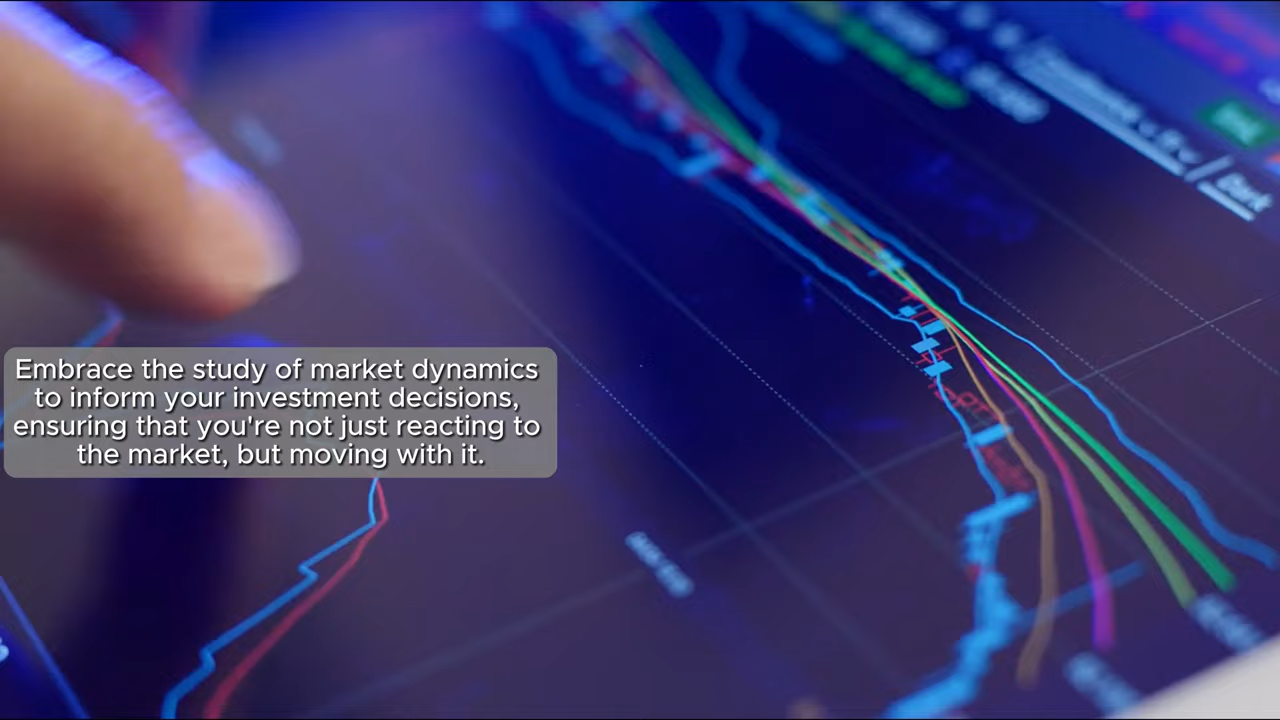 Embrace the study of market dynamics
to inform your investment decisions,
ensuring that you're not just reacting to
the market, but moving with it.